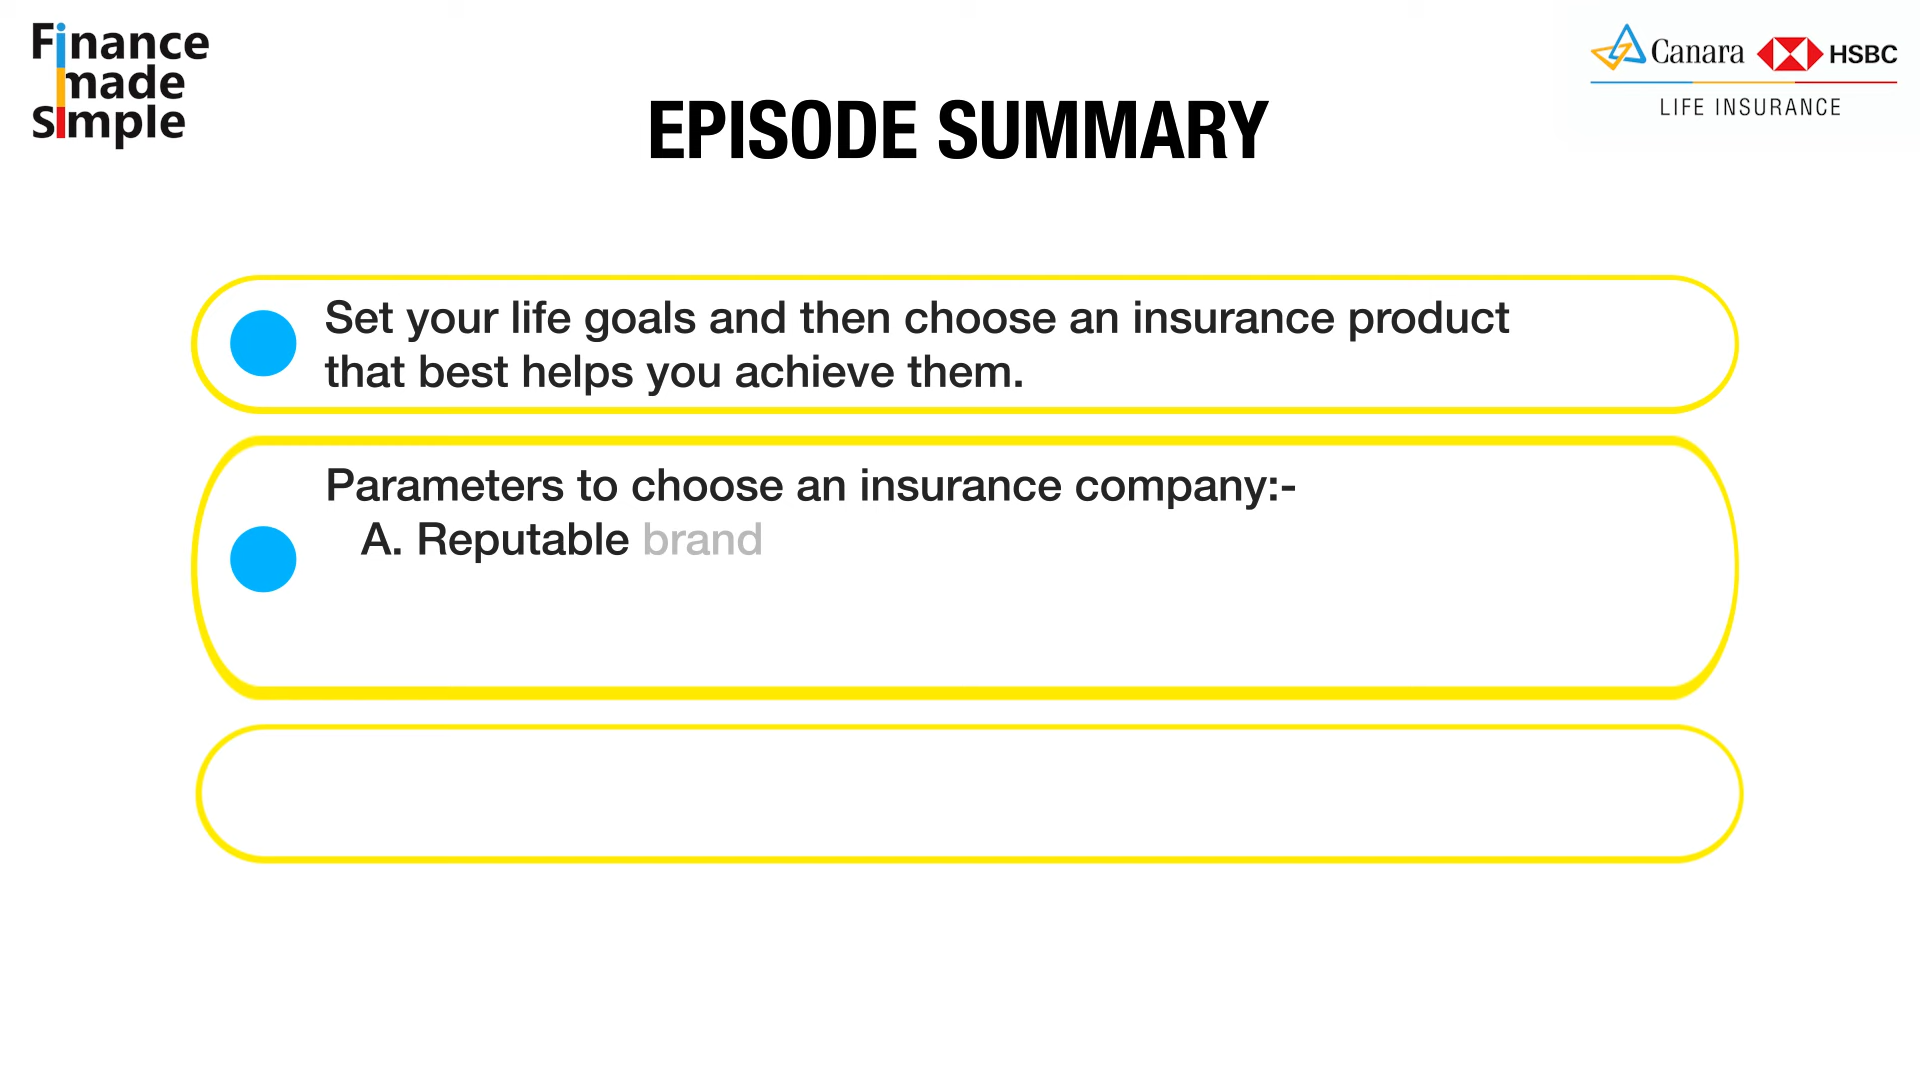 Finance
made
sImple
Canara HSBC
LIFE INSURANCE
EPISODE SUMMARY
Set your life goals and then choose an insurance product
that best helps you achieve them.
Parameters to choose an insurance company:-
A. Reputable brand